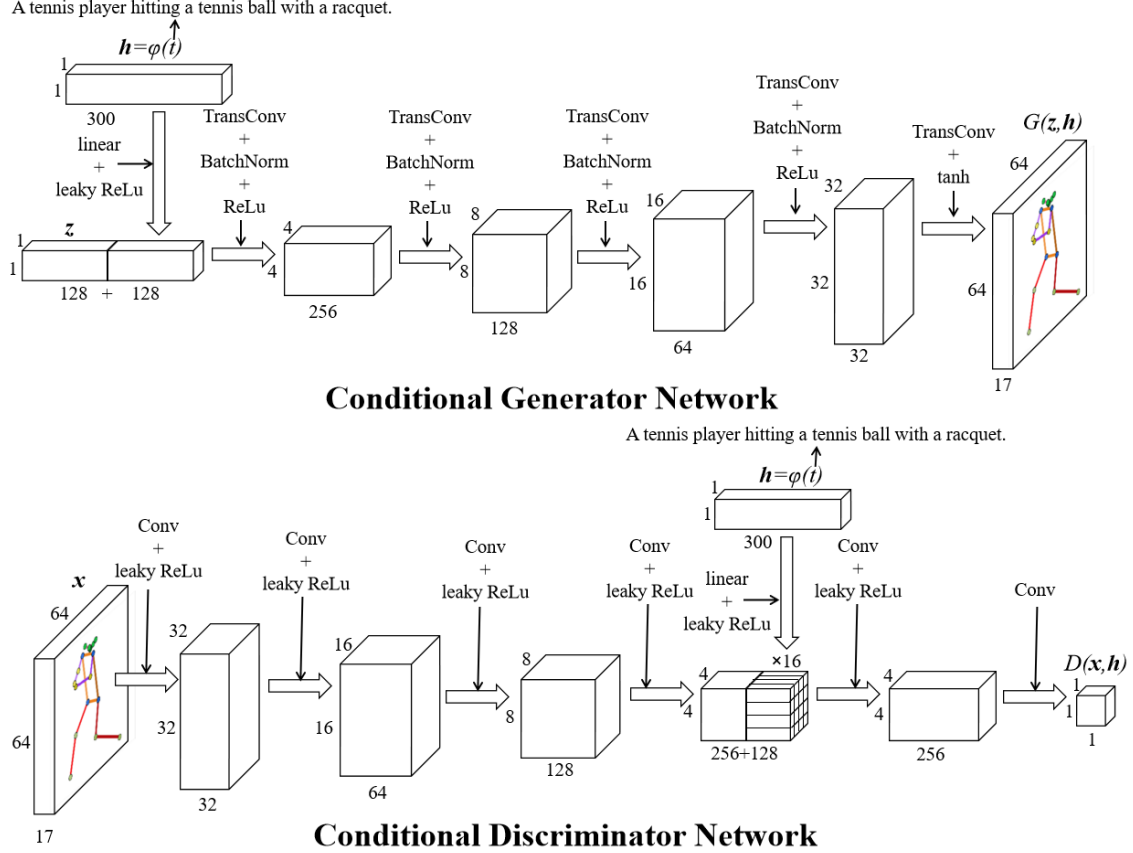 A tennis player hitting a tennis ball with a racquet.
h=φ(t)
1
1
300
linear
+
leaky ReLu
z
1
1
128 + 128
TransConv
+
BatchNorm
+
ReLu
4
4
256
TransConv
+
BatchNorm
+
ReLu
8
8
128
TransConv
+
BatchNorm
+
ReLu
16
16
64
TransConv
+
BatchNorm
+
ReLu
32
32
32
TransConv
+
tanh
G(z,h)
64
64
17
Conditional Generator Network
A tennis player hitting a tennis ball with a racquet.
h=φ(t)
1
1
300
linear
+
leaky ReLu
x
64
64
17
Conv
+
leaky ReLu
32
32
32
Conv
+
leaky ReLu
16
16
64
Conv
+
leaky ReLu
8
8
128
Conv
+
leaky ReLu
×16
4
4
256+128
Conv
+
leaky ReLu
4
4
256
Conv
D(x,h)
1
1
1
Conditional Discriminator Network